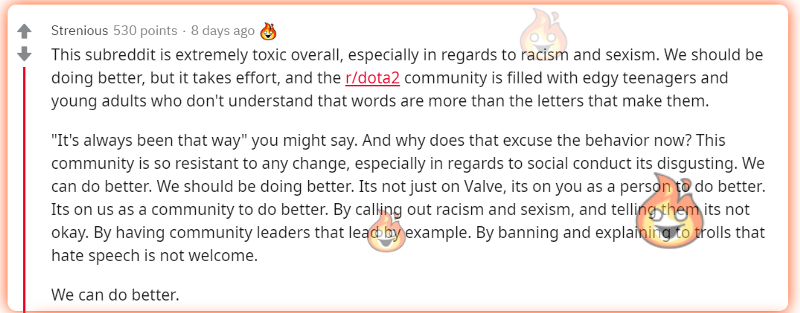 Strenious 530 points · 8 days ago
This subreddit is extremely toxic overall, especially in regards to racism and sexism. We should be
doing better, but it takes effort, and the r/dota2 community is filled with edgy teenagers and
young adults who don't understand that words are more than the letters that make them.
"It's always been that way" you might say. And why does that excuse the behavior now? This
community is so resistant to any change, especially in regards to social conduct its disgusting. We
can do better. We should be doing better. Its not just on Valve, its on you as a person to do better.
Its on us as a community to do better. By calling out racism and sexism, and telling them its not
okay. By having community leaders that lead by example. By banning and explaining to trolls that
hate speech is not welcome.
We can do better.